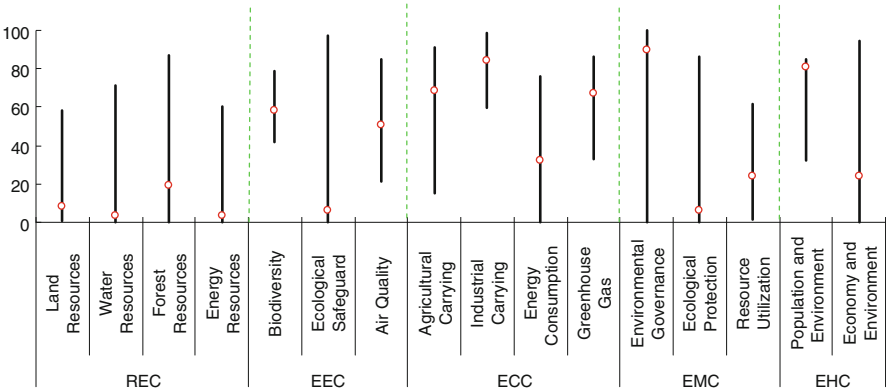 100
80
60
40
20
0
Land
Resources
Water
Resources
Forest
Resources
Energy
Resources
Biodiversity
Ecological
Safeguard
Air Quality
Agricultural
Carrying
Industrial
Carrying
Energy
Consumption
Greenhouse
Gas
Environmental
Governance
Ecological
Protection
Resource
Utilization
Population and
Environment
Economy and
Environment
REC
EEC
ECC
EMC
EHC